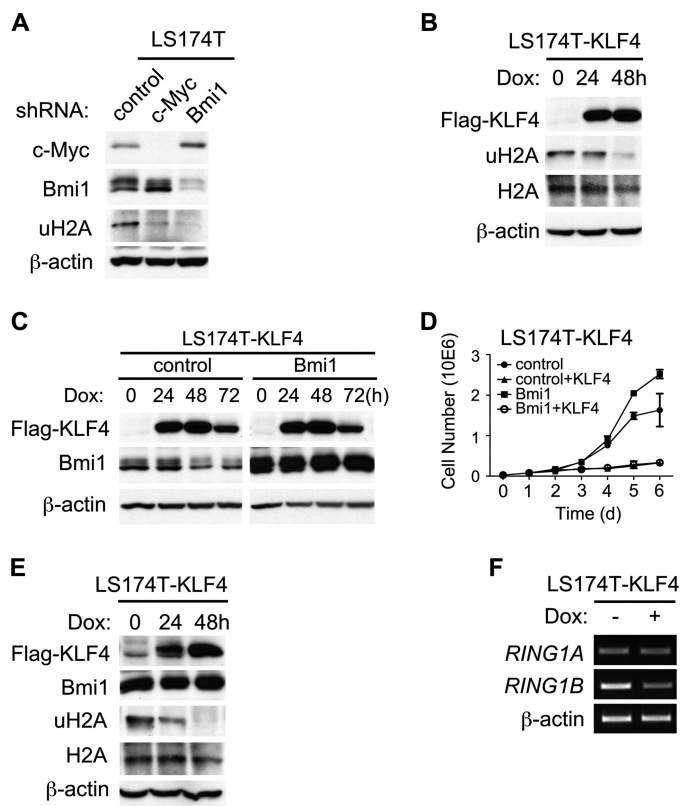 A
LS174T
shRNA: control c-Myc Bmi1
c-Myc
Bmi1
uH2A
β-actin
B
LS174T-KLF4
Dox: 0 24 48h
Flag-KLF4
uH2A
H2A
β-actin
C
LS174T-KLF4
control Bmi1
Dox: 0 24 48 72 0 24 48 72(h)
Flag-KLF4
Bmi1
β-actin
D
LS174T-KLF4
control
control+KLF4
Bmi1
Bmi1+KLF4
Cell Number (10E6)
3
2
1
0
0 1 2 3 4 5 6
Time (d)
E
LS174T-KLF4
Dox: 0 24 48h
Flag-KLF4
Bmi1
uH2A
H2A
β-actin
F
LS174T-KLF4
Dox: - +
RING1A
RING1B
β-actin